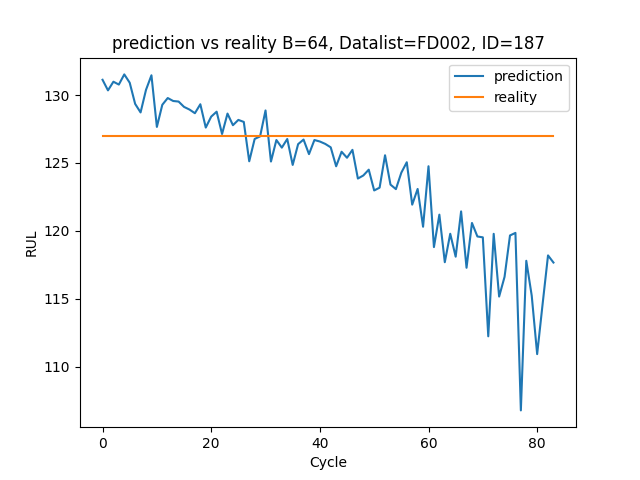 prediction vs reality B=64, Datalist=FD002, ID=187
prediction
reality
130
125
120
115
110
RUL
0 20 40 60 80
Cycle